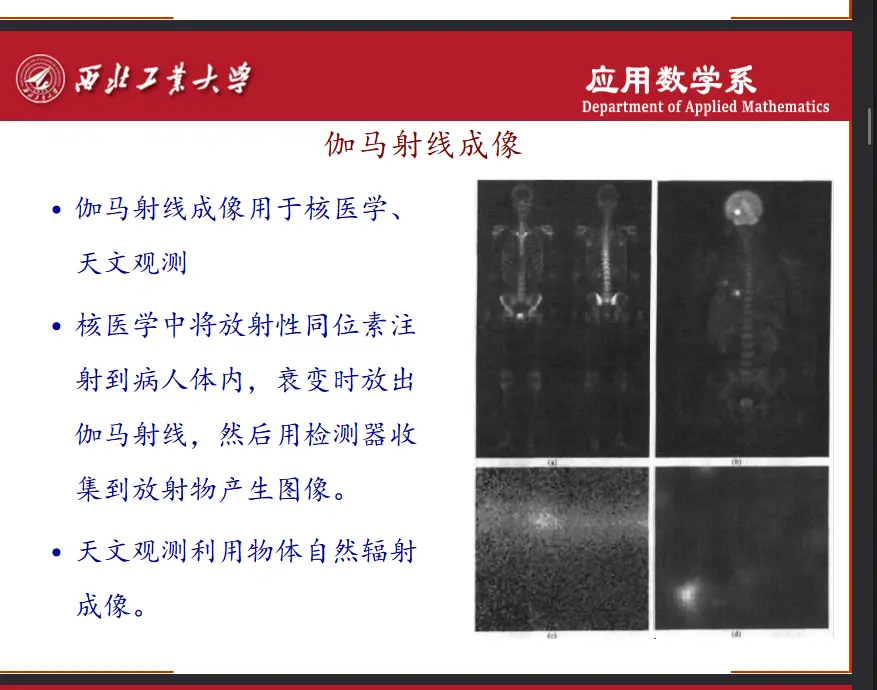 西北工业大学
应用数学系
Department of Applied Mathematics
伽马射线成像
• 伽马射线成像用于核医学、
天文观测
• 核医学中将放射性同位素注
射到病人体内，衰变时放出
伽马射线，然后用检测器收
集到放射物产生图像。
• 天文观测利用物体自然辐射
成像。
(a)
(b)
(c)
(d)